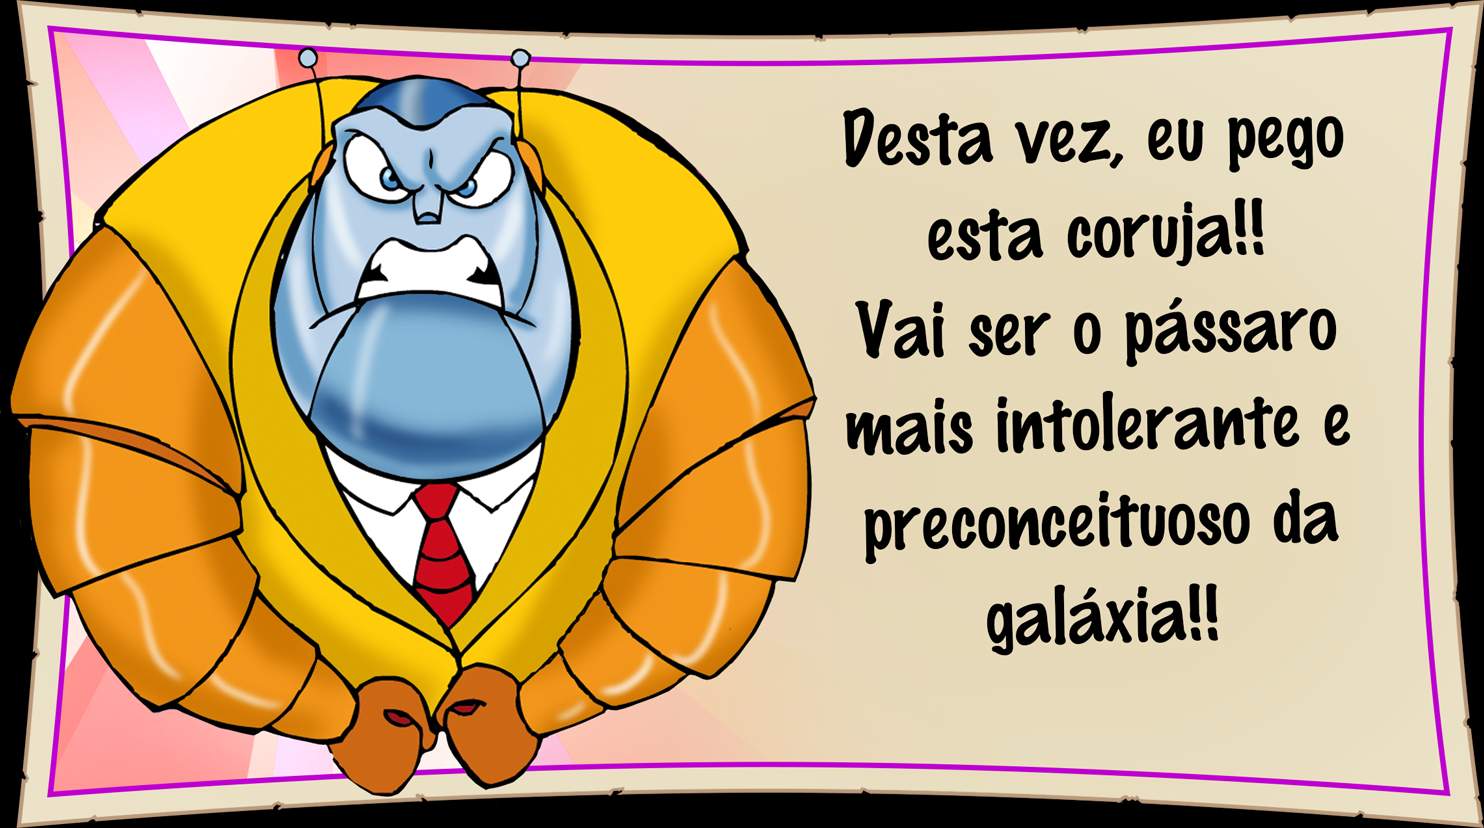 Desta vez, eu pego
esta coruja!!
Vai ser o pássaro
mais intolerante e
preconceituoso da
galáxia!!